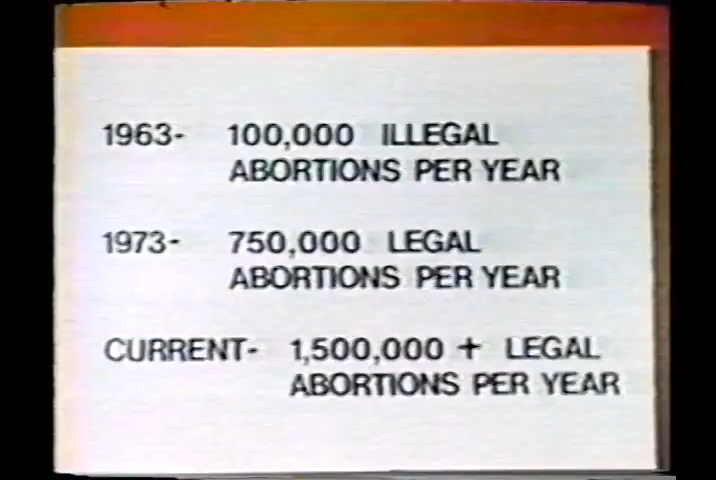 1963- 100,000 ILLEGAL
ABORTIONS PER YEAR
1973- 750,000 LEGAL
ABORTIONS PER YEAR
CURRENT- 1,500,000 + LEGAL
ABORTIONS PER YEAR